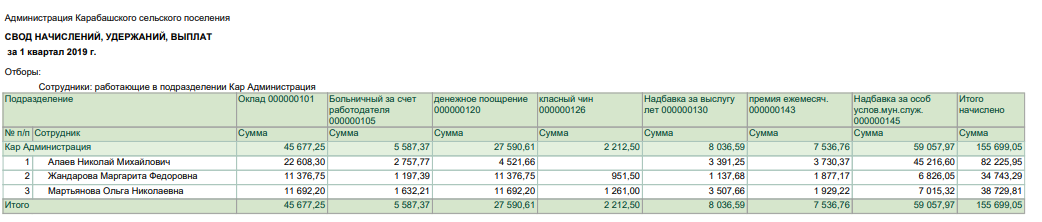 Администрация Карабашского сельского поселения
СВОД НАЧИСЛЕНИЙ, УДЕРЖАНИЙ, ВЫПЛАТ
за 1 квартал 2019 г.
Отборы:
Сотрудники: работающие в подразделении Кар Администрация
Подразделение Оклад 000000101 Больничный за счет работодателя 000000105 денежное поощрение 000000120 класный чин 000000126 Надбавка за выслугу лет 000000130 премия ежемесяч. 000000143 Надбавка за особ услов.мун.служ. 000000145 Итого начислено
№ п/п Сотрудник Сумма Сумма Сумма Сумма Сумма Сумма Сумма Сумма
Кар Администрация 45 677,25 5 587,37 27 590,61 2 212,50 8 036,59 7 536,76 59 057,97 155 699,05
1 Алаев Николай Михайлович 22 608,30 2 757,77 4 521,66 3 391,25 3 730,37 45 216,60 82 225,95
2 Жандарова Маргарита Федоровна 11 376,75 1 197,39 11 376,75 951,50 1 137,68 1 877,17 6 826,05 34 743,29
3 Мартьянова Ольга Николаевна 11 692,20 1 632,21 11 692,20 1 261,00 3 507,66 1 929,22 7 015,32 38 729,81
Итого 45 677,25 5 587,37 27 590,61 2 212,50 8 036,59 7 536,76 59 057,97 155 699,05